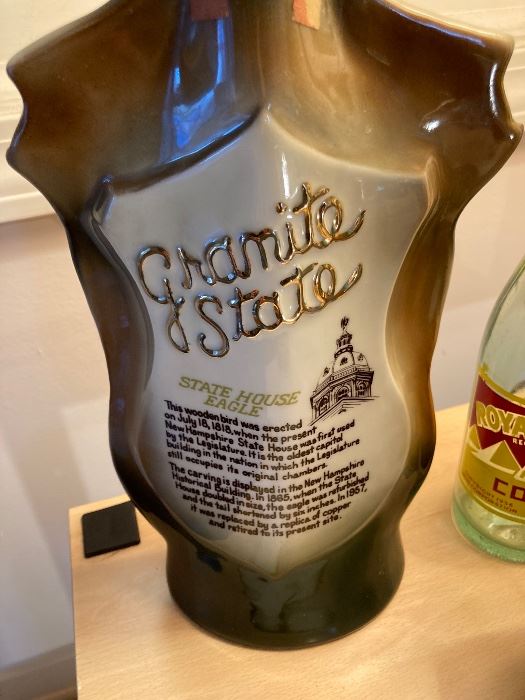 Granite
State
STATE HOUSE
EAGLE
This wooden bird was erected
on July 18, 1818, when the present
New Hampshire State House was first used
by the Legislature. It is the oldest capitol
building in the nation in which the Legislature
still occupies its original chambers.
The carving is displayed in the New Hampshire
Historical Building. In 1865, when the State
House doubled in size, the eagle was refurbished
and the tail shortened by six inches. In 1957,
it was replaced by a replica of copper
and retired to its present site.
ROYA
CO